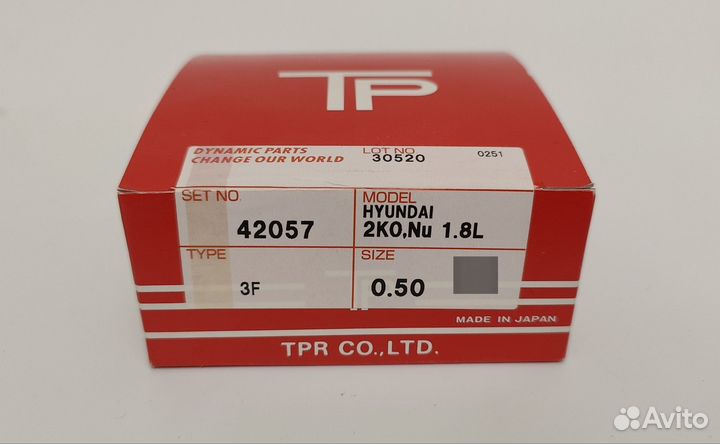 TP
DYNAMIC PARTS
CHANGE OUR WORLD
LOT NO
30520
0251
SET NO.
42057
MODEL
HYUNDAI
2KO,Nu 1.8L
TYPE
3F
SIZE
0.50
MADE IN JAPAN
TPR CO.,LTD.
Avito